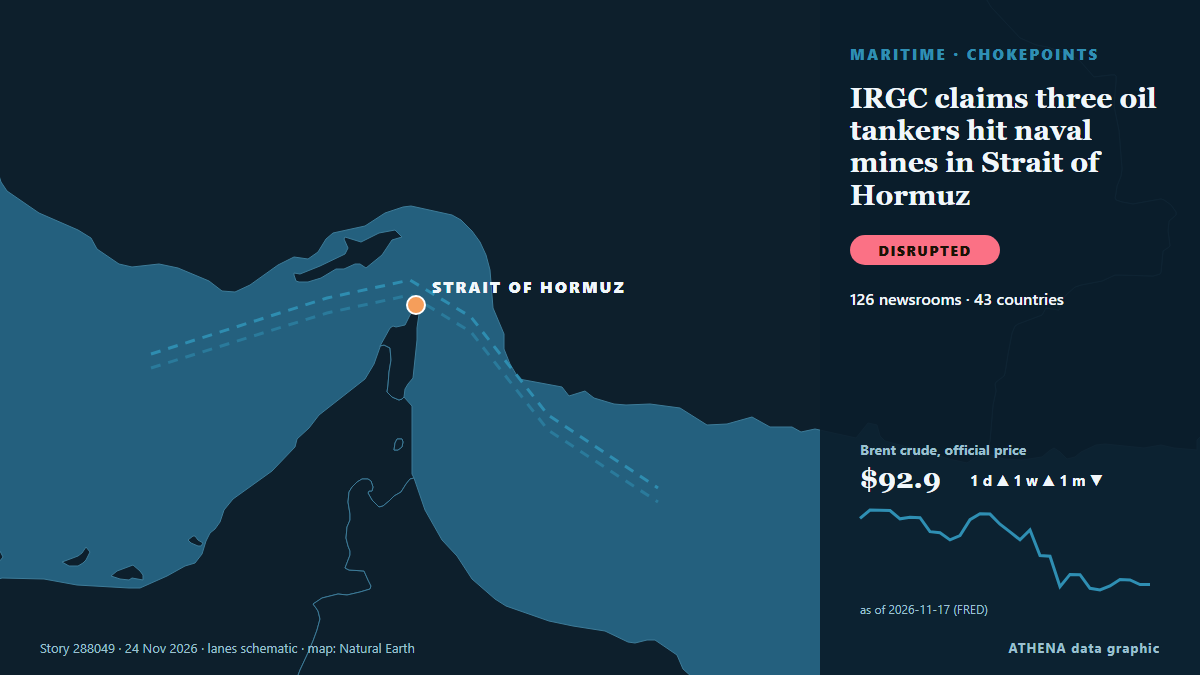 MARITIME · CHOKEPOINTS
IRGC claims three oil
tankers hit naval
mines in Strait of
Hormuz
DISRUPTED
126 newsrooms · 43 countries
STRAIT OF HORMUZ
Brent crude, official price
$92.9 1 d ▲ 1 w ▲ 1 m ▼
as of 2026-11-17 (FRED)
Story 288049 · 24 Nov 2026 · lanes schematic · map: Natural Earth
ATHENA data graphic